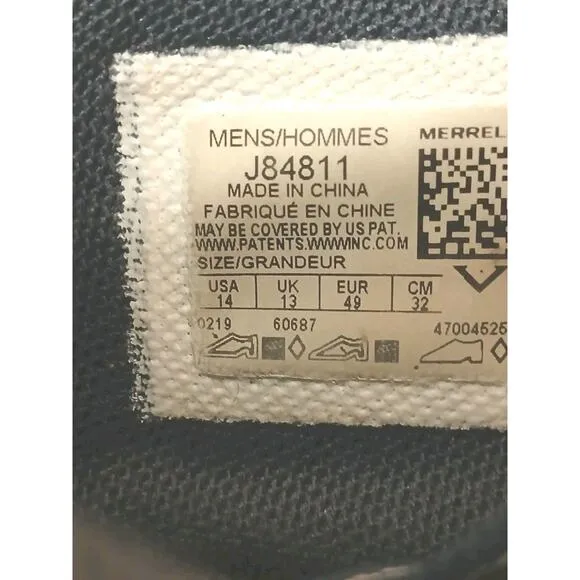 MENS/HOMMES MERREL
J84811
MADE IN CHINA
FABRIQUÉ EN CHINE
MAY BE COVERED BY US PAT.
WWW.PATENTS.WWWINC.COM
SIZE/GRANDEUR
USA UK EUR CM
14 13 49 32
0219 60687 47004525